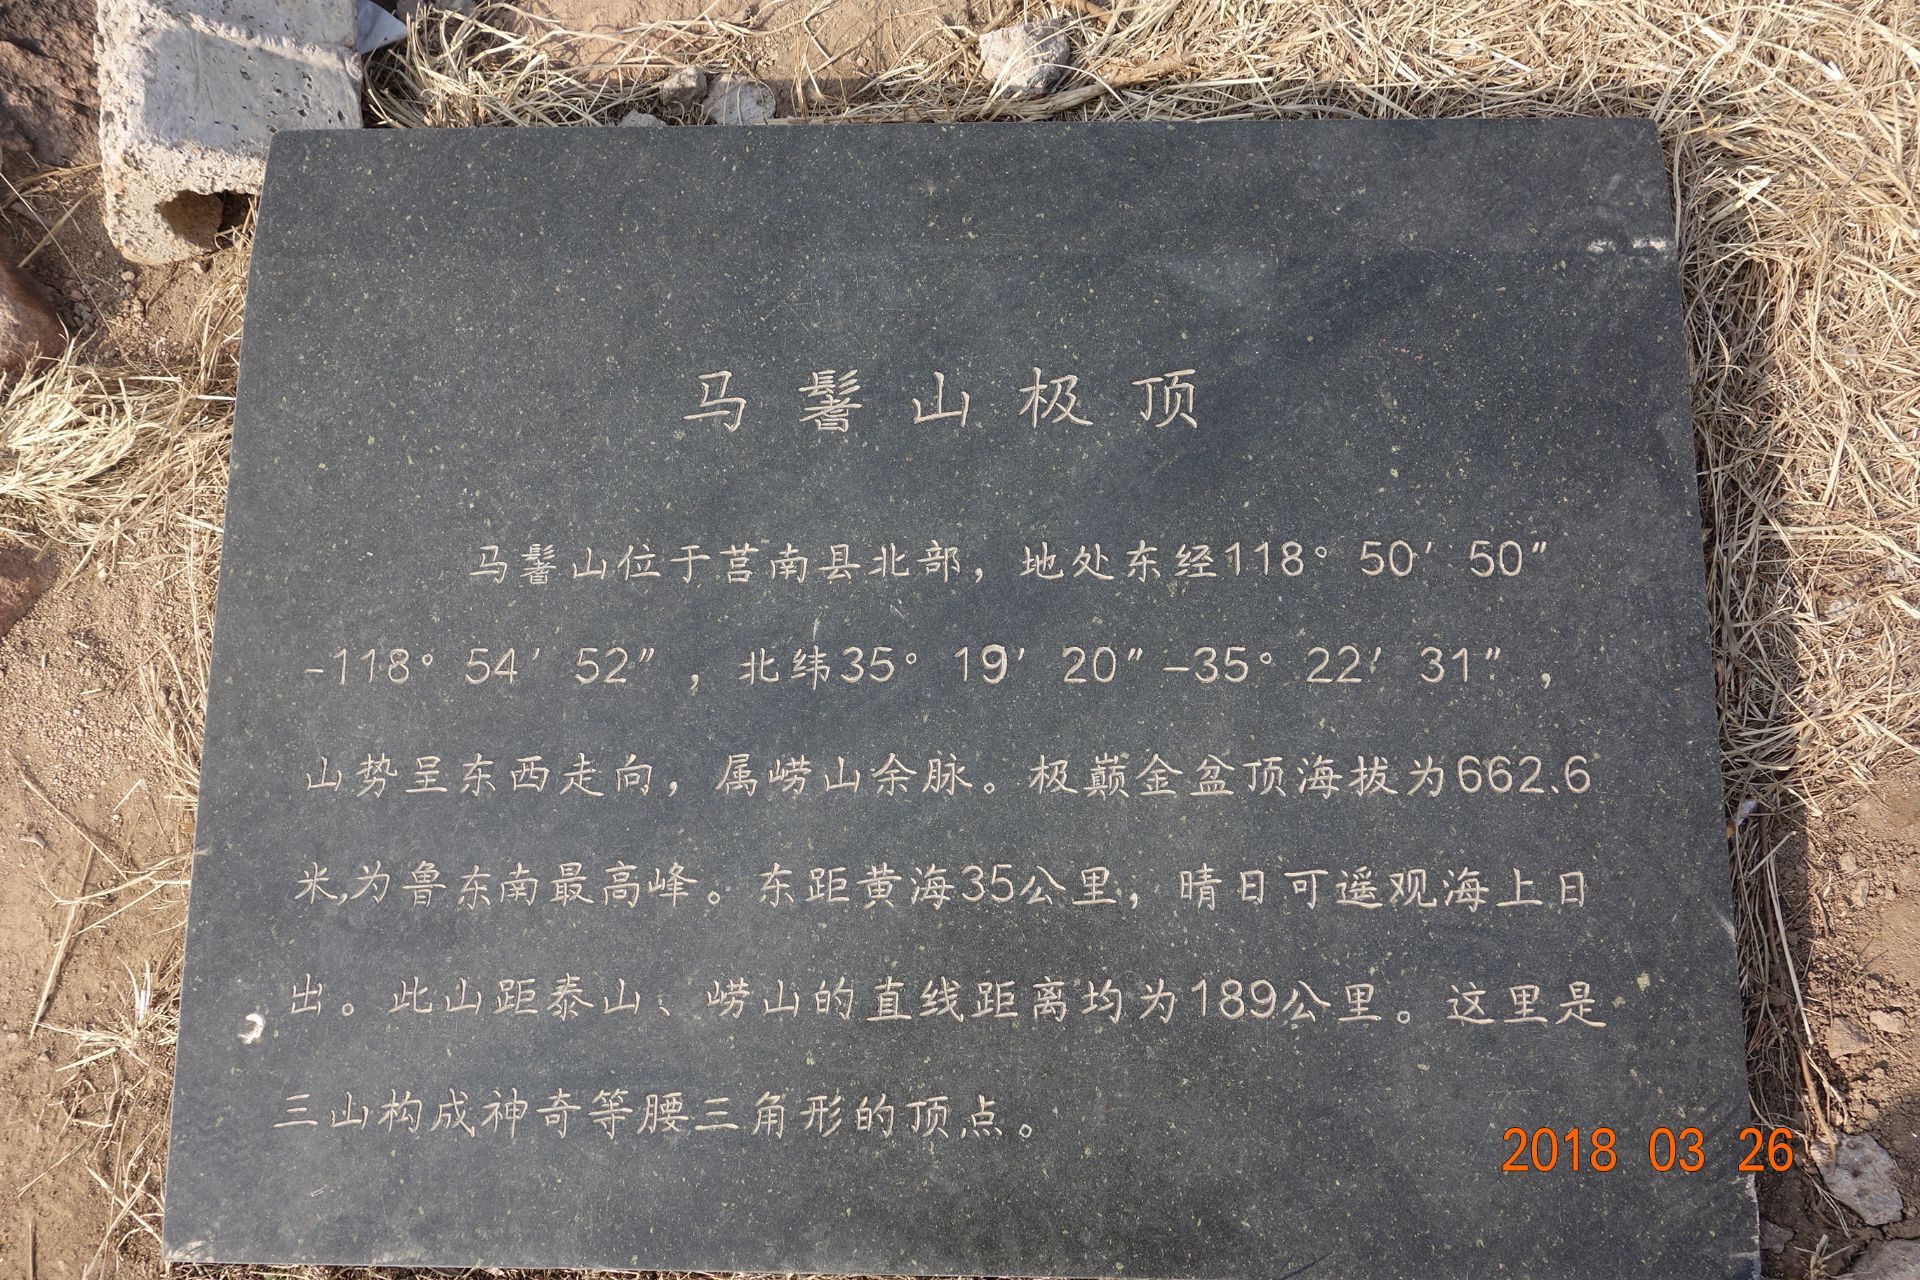 马鬐山极顶
马鬐山位于莒南县北部，地处东经118° 50′ 50″
-118° 54′ 52″，北纬35° 19′ 20″-35° 22′ 31″，
山势呈东西走向，属崂山余脉。极巅金盆顶海拔为662.6
米,为鲁东南最高峰。东距黄海35公里，晴日可遥观海上日
出。此山距泰山、崂山的直线距离均为189公里。这里是
三山构成神奇等腰三角形的顶点。
2018 03 26